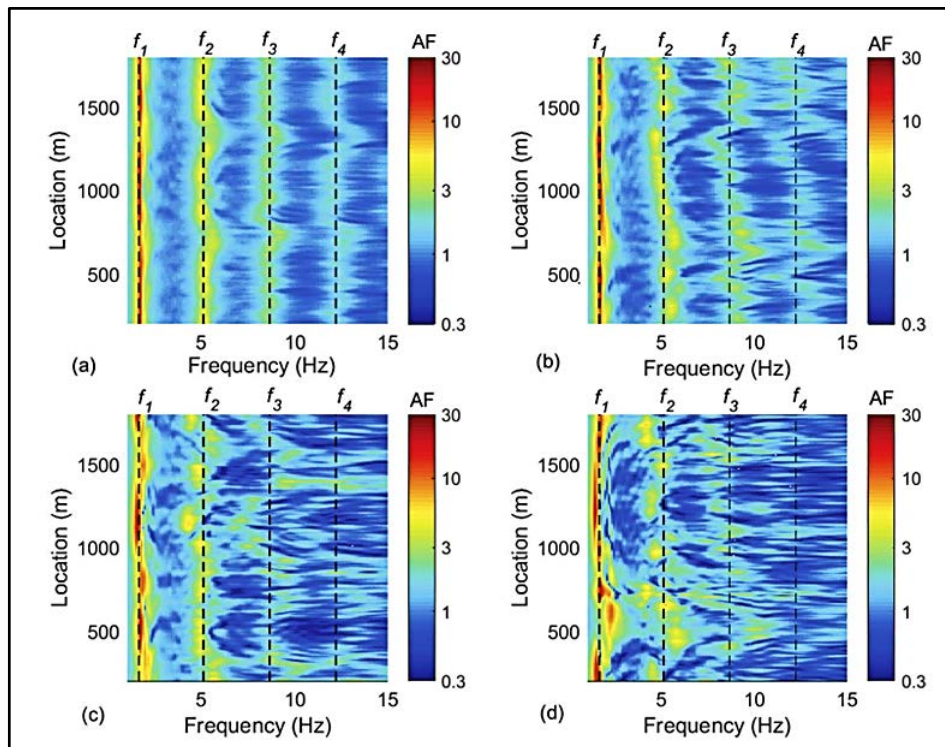 f1 f2 f3 f4 AF
30
10
3
1
0.3
1500
1000
500
Location (m)
5 10 15
Frequency (Hz)
(a)
f1 f2 f3 f4 AF
30
10
3
1
0.3
1500
1000
500
Location (m)
5 10 15
Frequency (Hz)
(b)
f1 f2 f3 f4 AF
30
10
3
1
0.3
1500
1000
500
Location (m)
5 10 15
Frequency (Hz)
(c)
f1 f2 f3 f4 AF
30
10
3
1
0.3
1500
1000
500
Location (m)
5 10 15
Frequency (Hz)
(d)